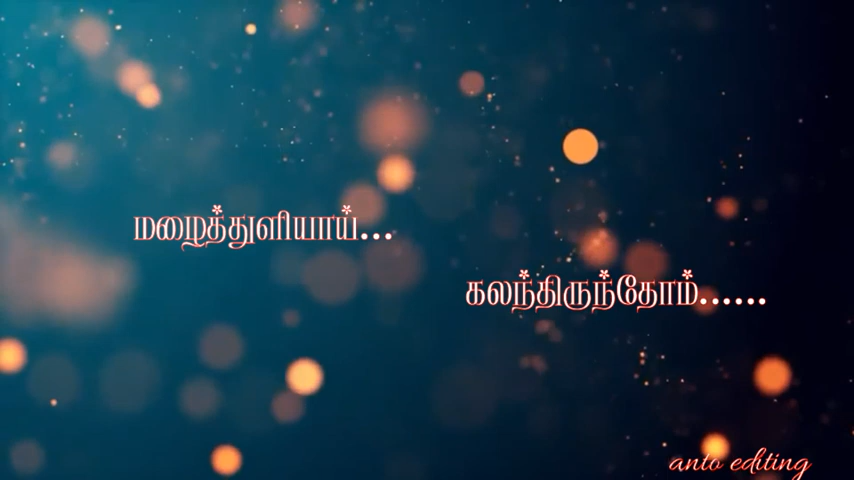 மழைத்துளியாய்...
கலந்திருந்தோம்......
anto editing